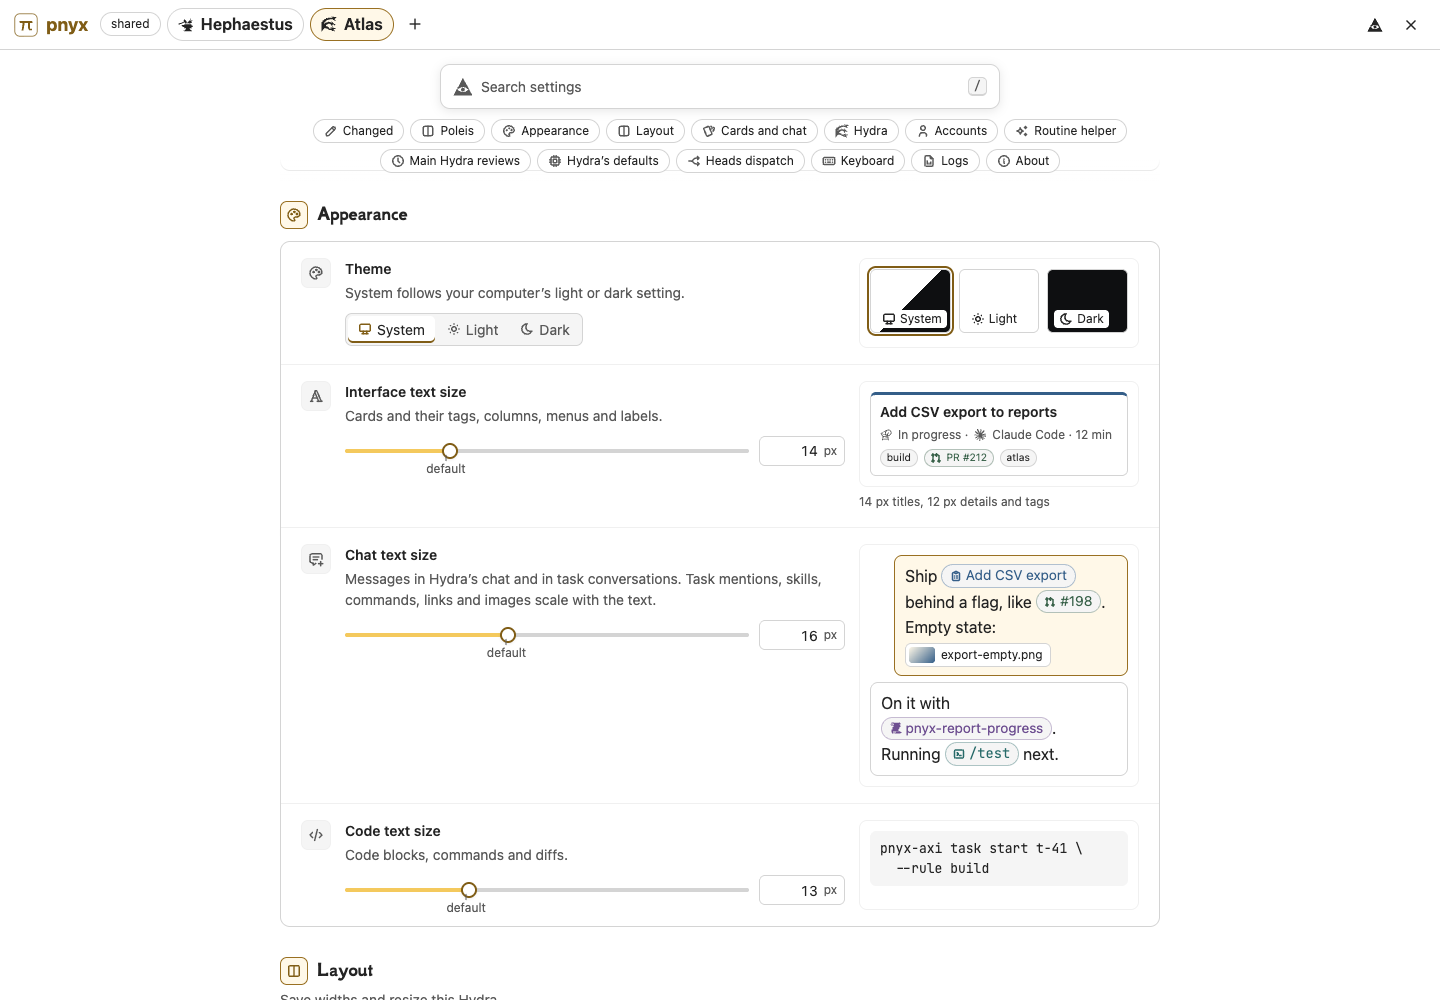 π pnyx shared Hephaestus Atlas +
Search settings /
Changed Poleis Appearance Layout Cards and chat Hydra Accounts Routine helper
Main Hydra reviews Hydra’s defaults Heads dispatch Keyboard Logs About
Appearance
Theme
System follows your computer’s light or dark setting.
System Light Dark
System Light Dark
Interface text size
Cards and their tags, columns, menus and labels.
14 px
default
Add CSV export to reports
In progress · Claude Code · 12 min
build PR #212 atlas
14 px titles, 12 px details and tags
Chat text size
Messages in Hydra’s chat and in task conversations. Task mentions, skills,
commands, links and images scale with the text.
16 px
default
Ship Add CSV export
behind a flag, like #198.
Empty state:
export-empty.png
On it with
pnyx-report-progress.
Running /test next.
Code text size
Code blocks, commands and diffs.
13 px
default
pnyx-axi task start t-41 \
--rule build
Layout
Save widths and resize this Hydra